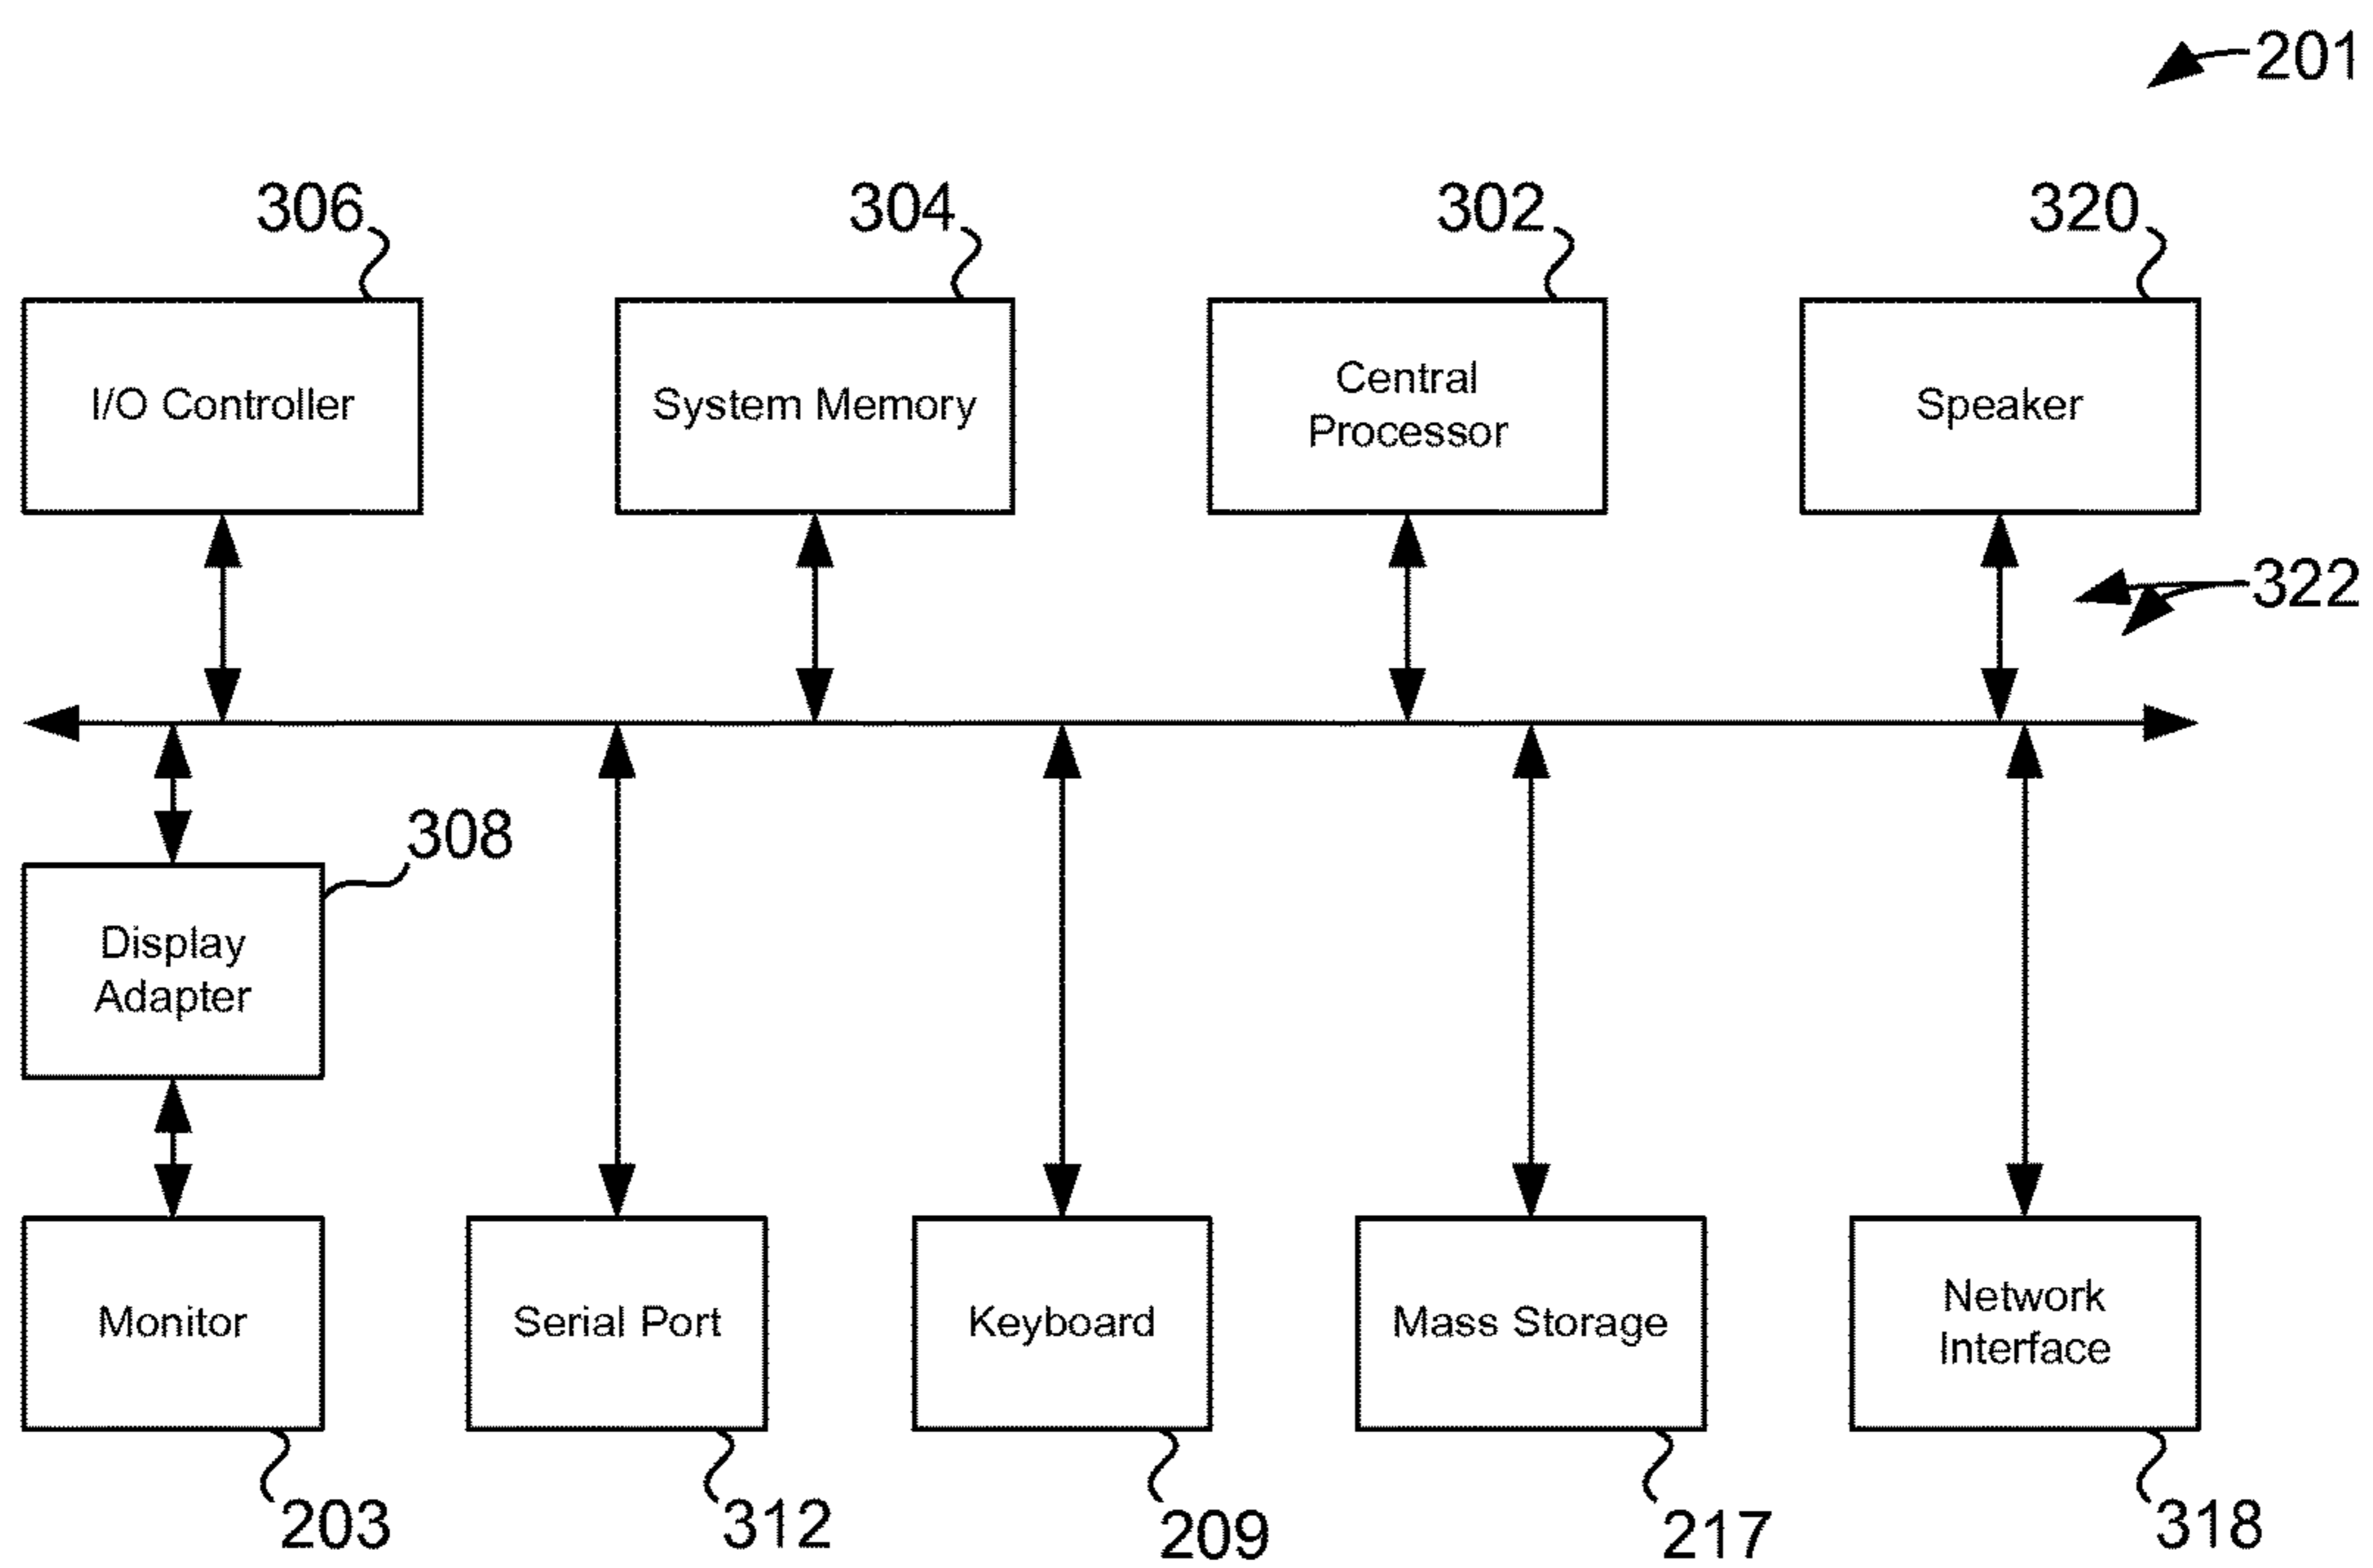 201
306
304
302
320
I/O Controller
System Memory
Central
Processor
Speaker
322
308
Display
Adapter
Monitor
Serial Port
Keyboard
Mass Storage
Network
Interface
203
312
209
217
318